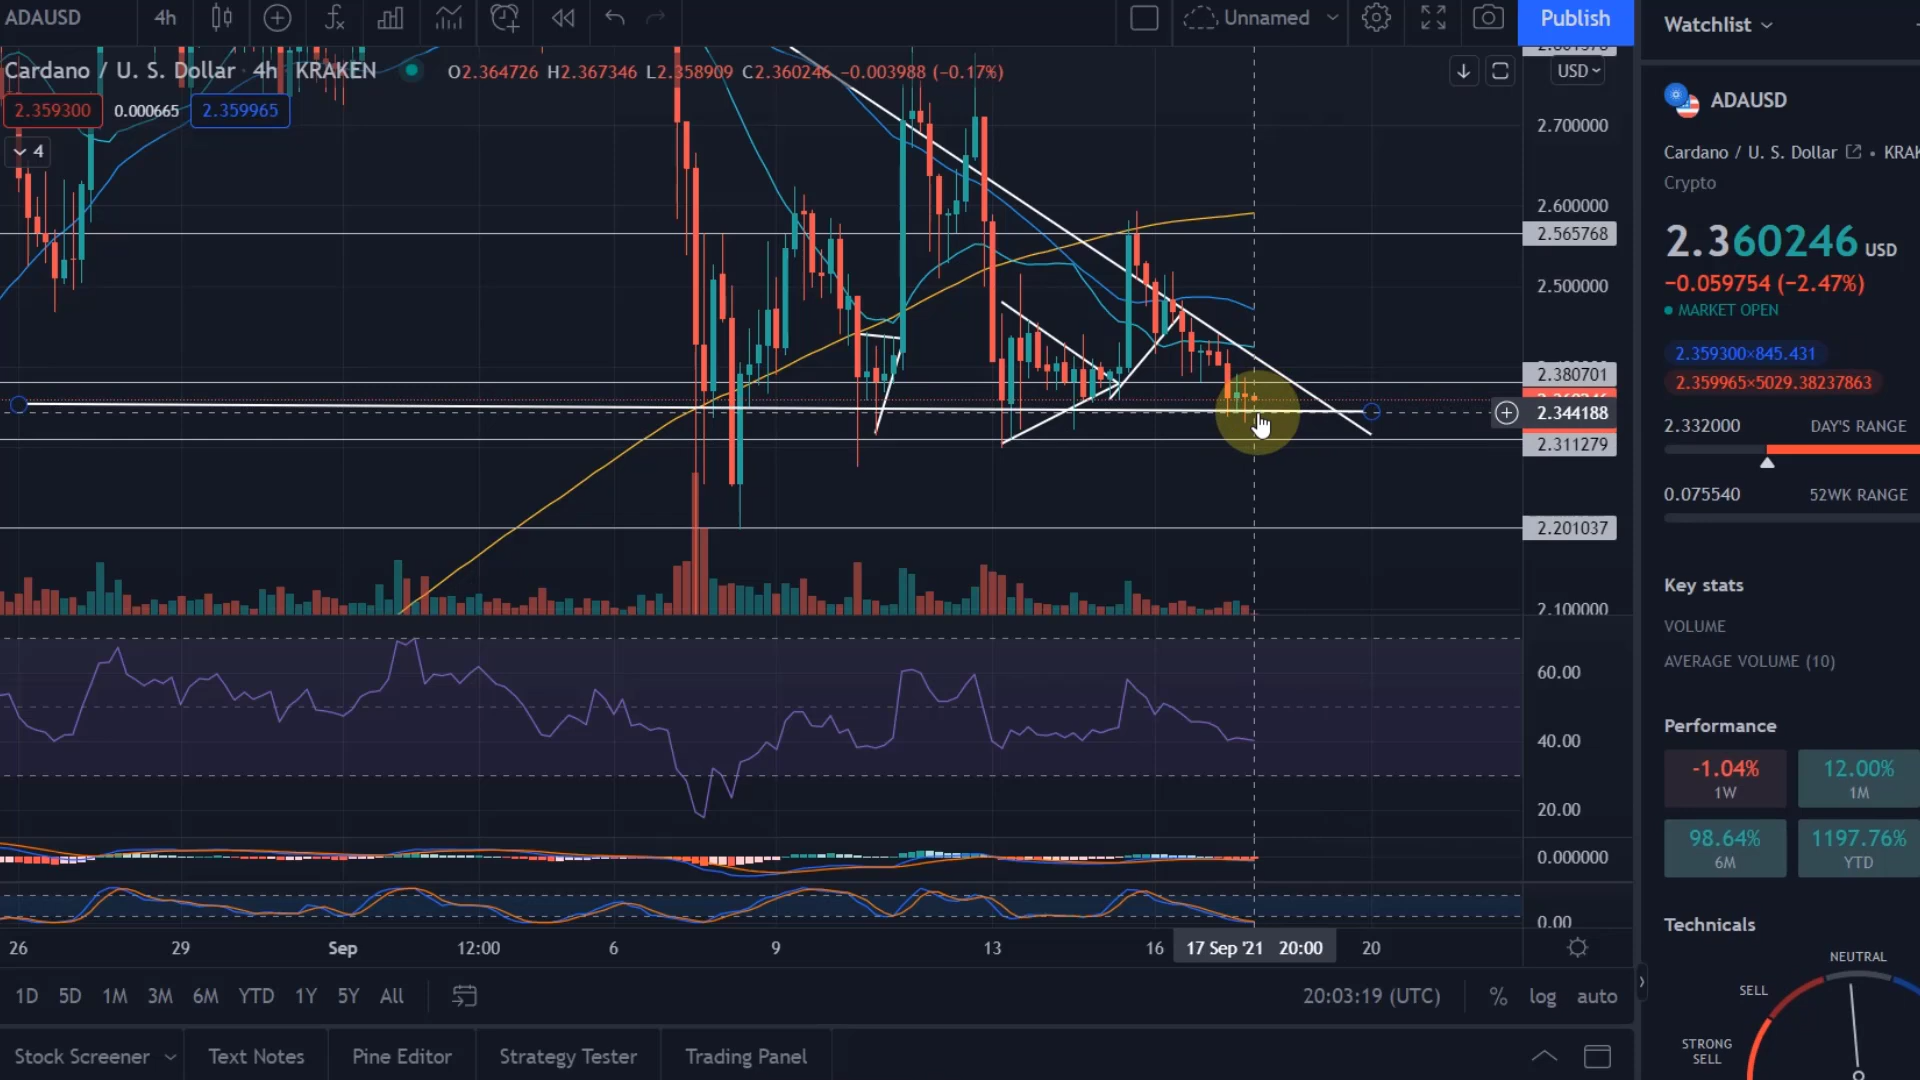 ADAUSD 4h Unnamed Publish
Cardano / U. S. Dollar 4h KRAKEN O2.364726 H2.367346 L2.358909 C2.360246 −0.003988 (−0.17%) USD
2.359300 0.000665 2.359965
4
2.700000
2.600000
2.565768
2.500000
2.380701
2.344188
2.311279
2.201037
2.100000
60.00
40.00
20.00
0.000000
0.00
26 29 Sep 12:00 6 9 13 16 17 Sep '21 20:00 20
1D 5D 1M 3M 6M YTD 1Y 5Y All 20:03:19 (UTC) % log auto
Stock Screener Text Notes Pine Editor Strategy Tester Trading Panel
Watchlist
ADAUSD
Cardano / U. S. Dollar • KRAK
Crypto
2.360246 USD
−0.059754 (−2.47%)
MARKET OPEN
2.359300×845.431
2.359965×5029.38237863
2.332000 DAY'S RANGE
0.075540 52WK RANGE
Key stats
VOLUME
AVERAGE VOLUME (10)
Performance
-1.04% 12.00%
1W 1M
98.64% 1197.76%
6M YTD
Technicals
NEUTRAL
SELL
STRONG
SELL